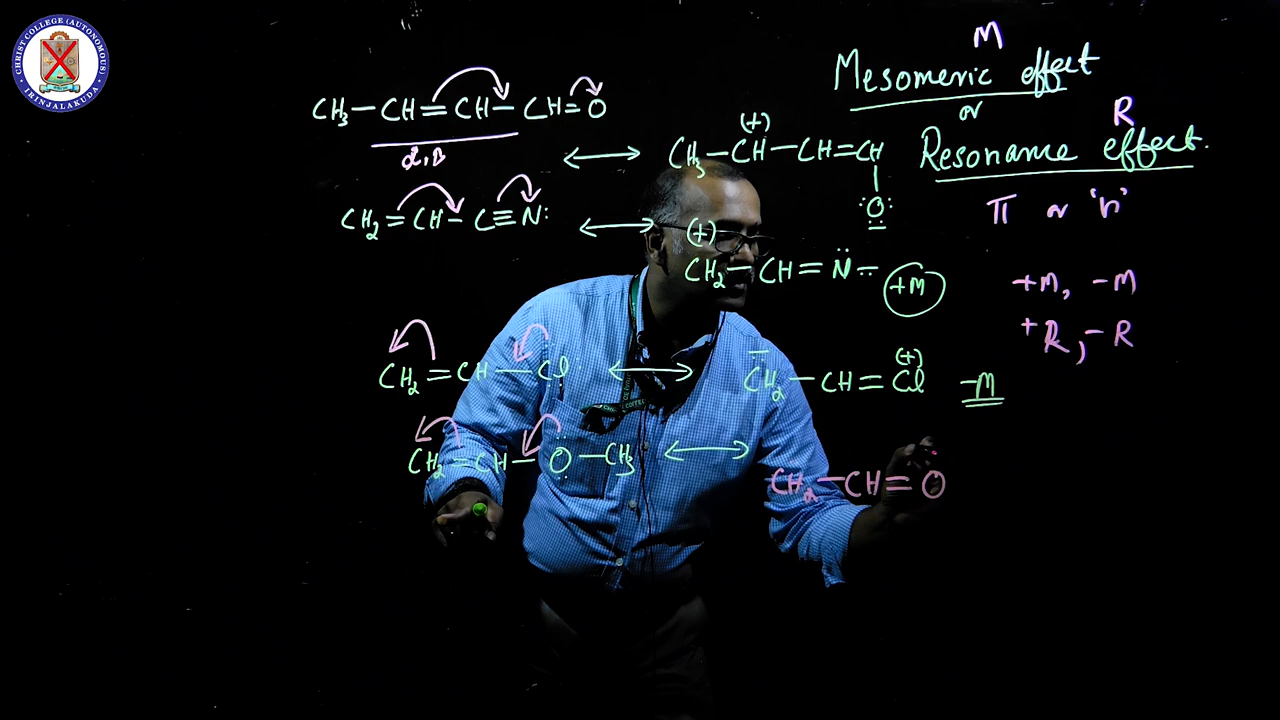 CHRIST COLLEGE (AUTONOMOUS)
IRINJALAKUDA
M
Mesomeric effect
or
R
Resonance effect.
π or 'n'
+M, -M
+R, -R
CH3—CH=CH—CH=O
α,β
⟷ CH3—CH—CH=CH
(+)
:O:
CH2=CH—C≡N: ⟷
(+)
CH2—CH=N̈
+M
CH2=CH—Cl ⟷ CH2—CH=Cl
(+)
-M
CH2=CH—Ö—CH3 ⟷
CH2—CH=O